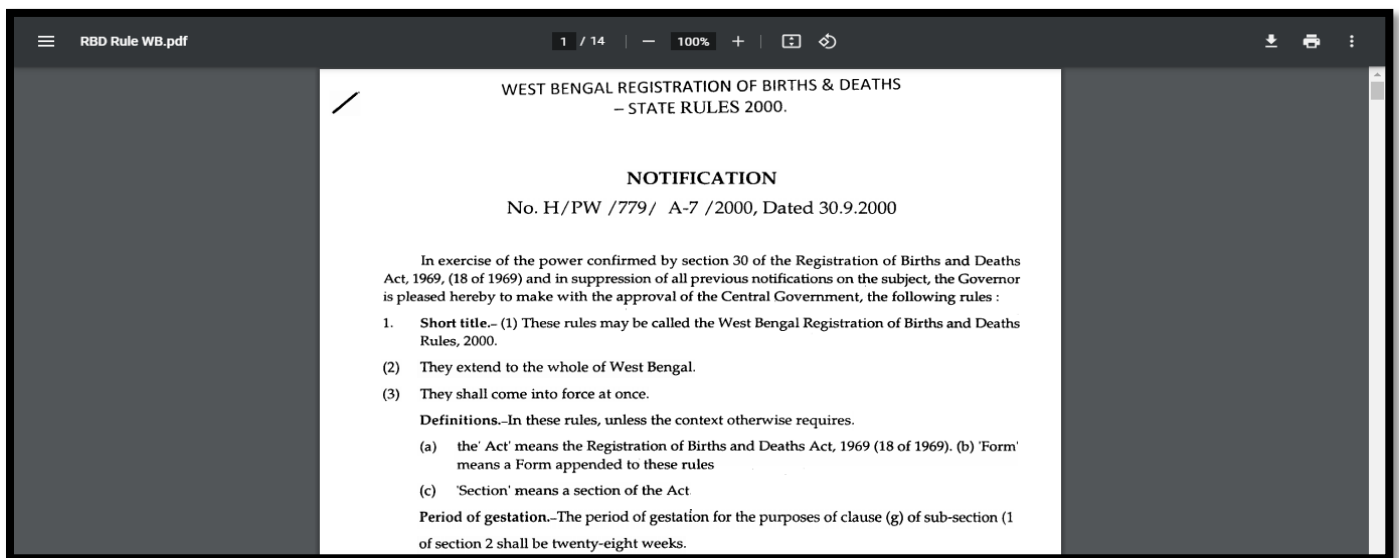 RBD Rule WB.pdf
1 / 14
100%
WEST BENGAL REGISTRATION OF BIRTHS & DEATHS
– STATE RULES 2000.
NOTIFICATION
No. H/PW /779/ A-7 /2000, Dated 30.9.2000
In exercise of the power confirmed by section 30 of the Registration of Births and Deaths
Act, 1969, (18 of 1969) and in suppression of all previous notifications on the subject, the Governor
is pleased hereby to make with the approval of the Central Government, the following rules :
1. Short title.– (1) These rules may be called the West Bengal Registration of Births and Deaths
Rules, 2000.
(2) They extend to the whole of West Bengal.
(3) They shall come into force at once.
Definitions.–In these rules, unless the context otherwise requires.
(a) the' Act' means the Registration of Births and Deaths Act, 1969 (18 of 1969). (b) 'Form'
means a Form appended to these rules
(c) 'Section' means a section of the Act
Period of gestation.–The period of gestation for the purposes of clause (g) of sub-section (1
of section 2 shall be twenty-eight weeks.